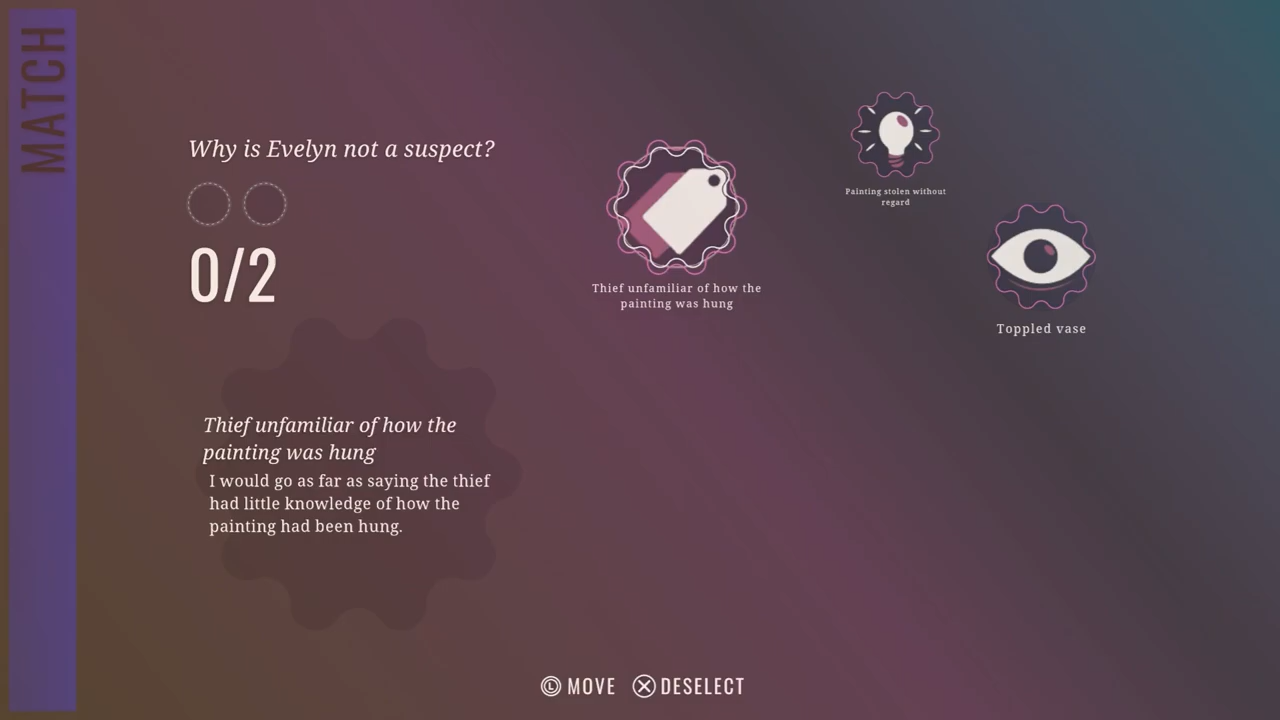 MATCH
Why is Evelyn not a suspect?
0/2
Thief unfamiliar of how the
painting was hung
I would go as far as saying the thief
had little knowledge of how the
painting had been hung.
Thief unfamiliar of how the
painting was hung
Painting stolen without
regard
Toppled vase
L MOVE DESELECT